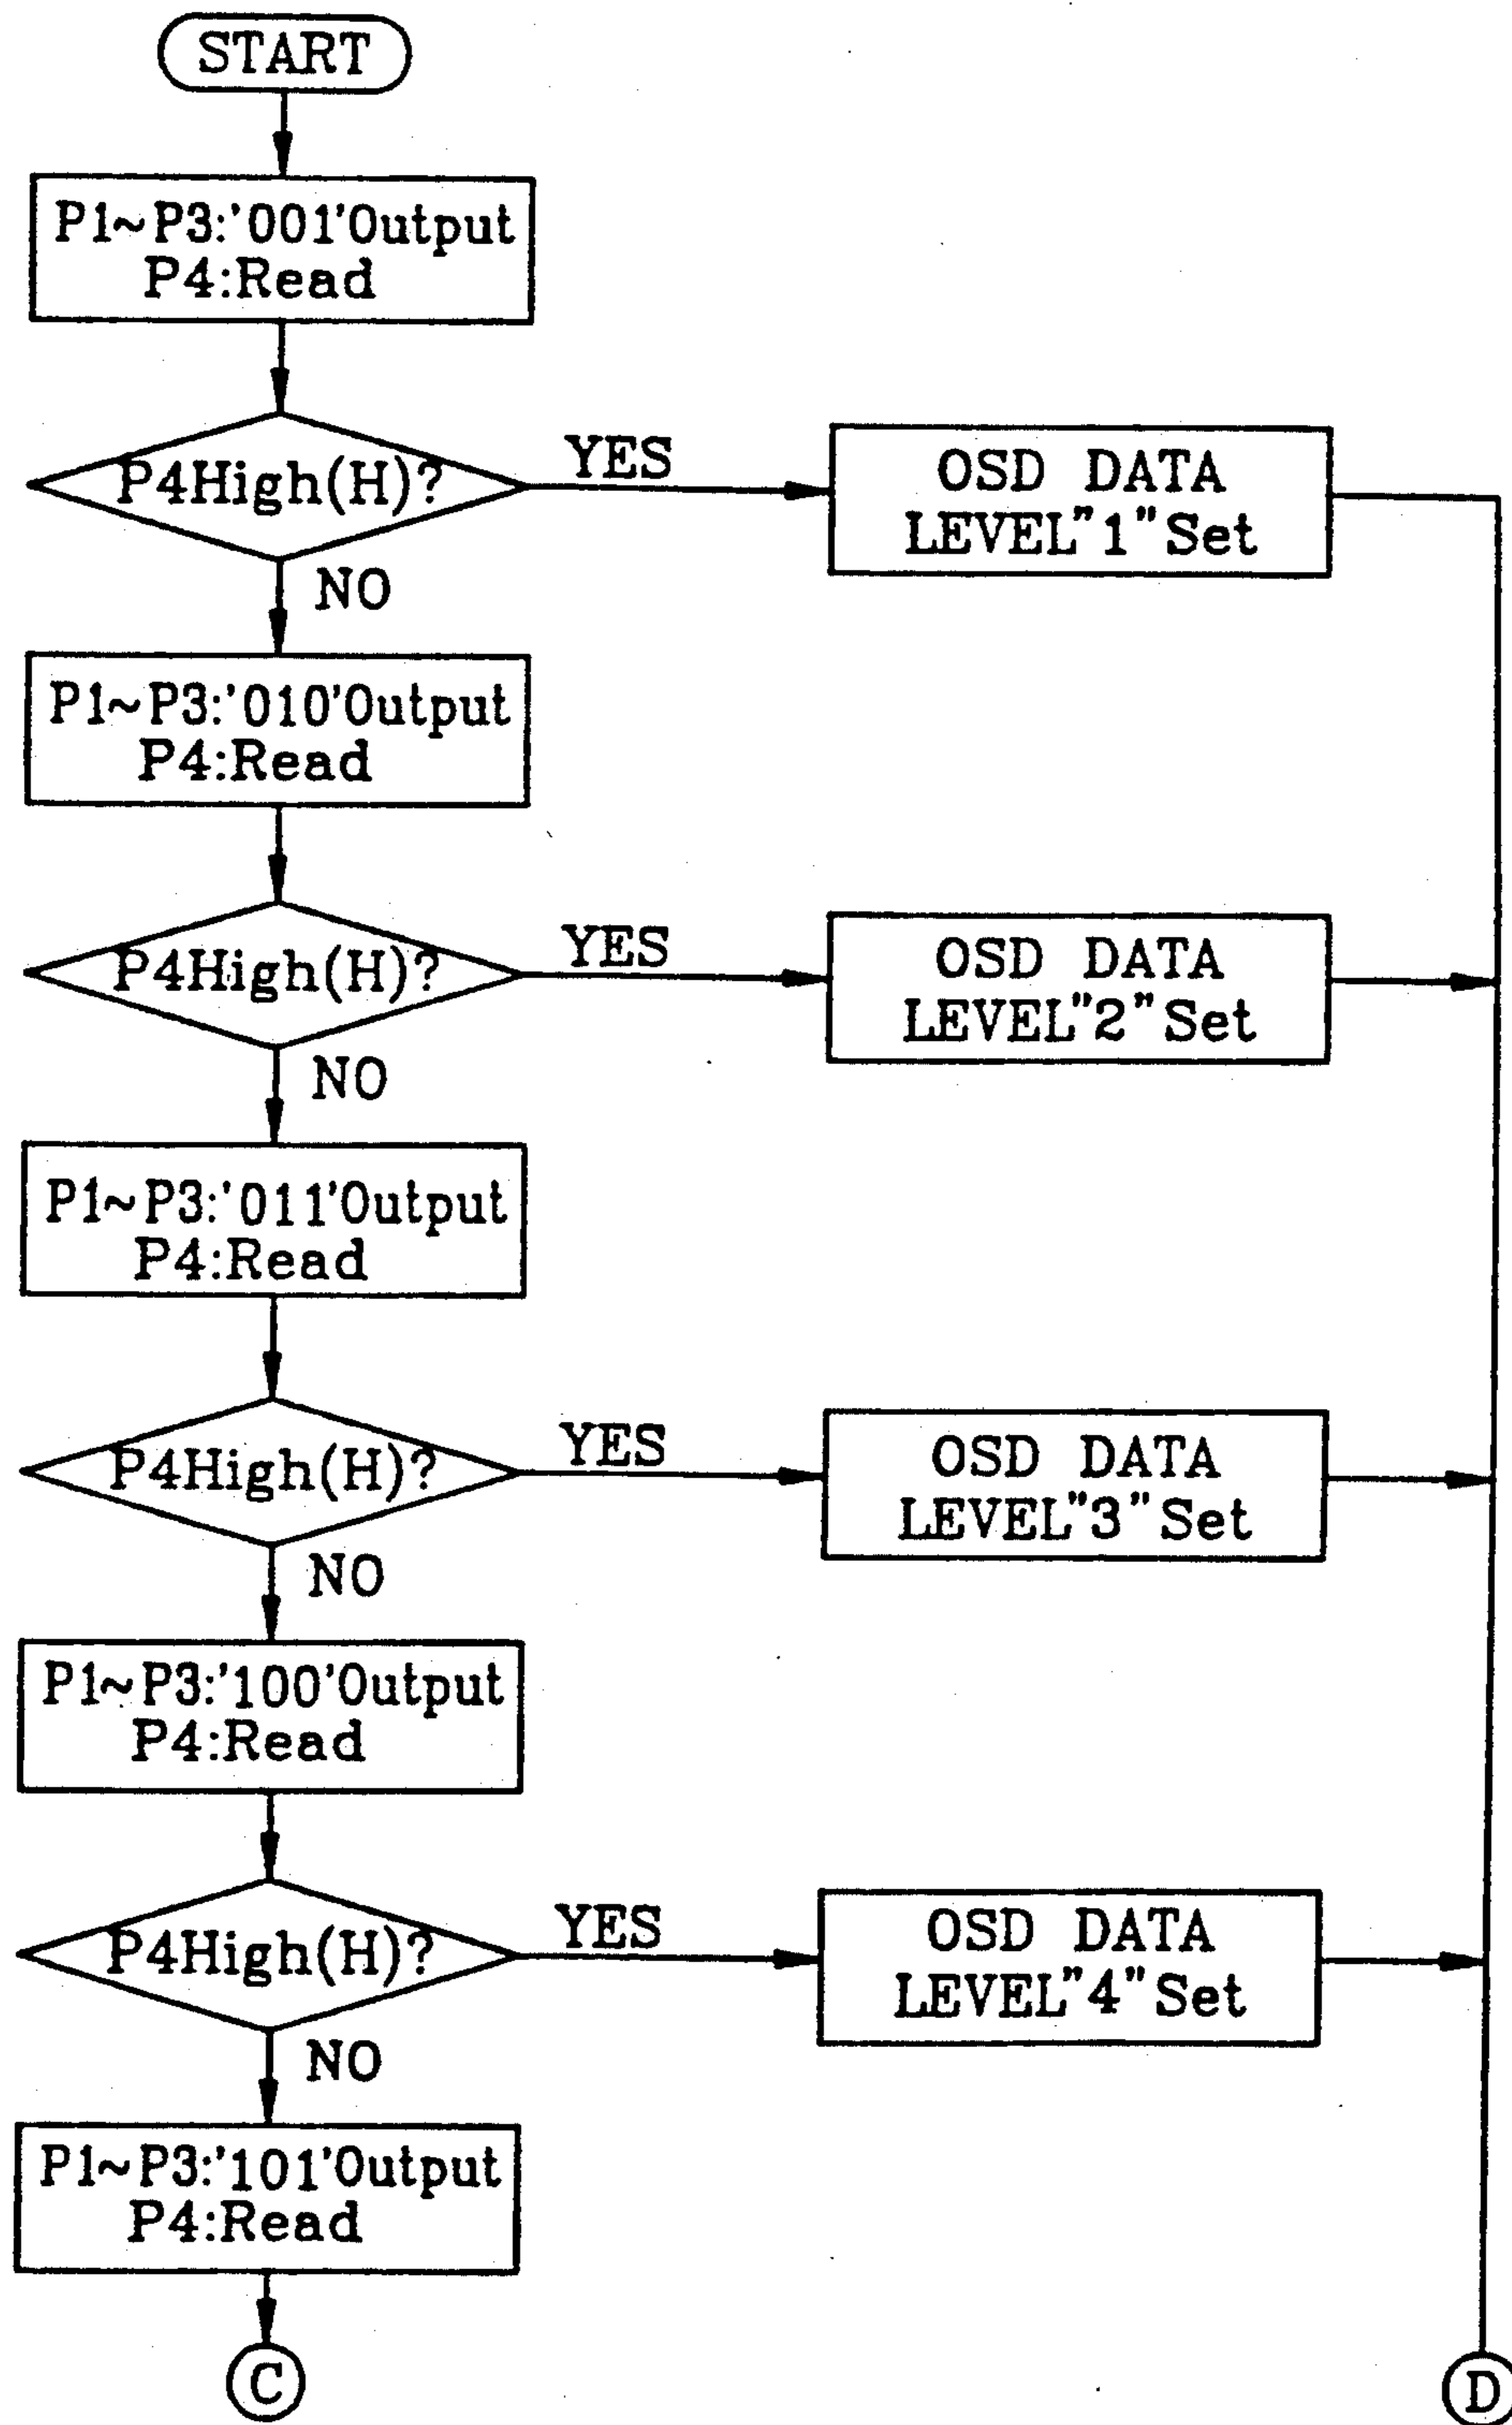 START
P1~P3:'001'Output
P4:Read
P4High(H)?
YES
OSD DATA
LEVEL"1"Set
NO
P1~P3:'010'Output
P4:Read
P4High(H)?
YES
OSD DATA
LEVEL"2"Set
NO
P1~P3:'011'Output
P4:Read
P4High(H)?
YES
OSD DATA
LEVEL"3"Set
NO
P1~P3:'100'Output
P4:Read
P4High(H)?
YES
OSD DATA
LEVEL"4"Set
NO
P1~P3:'101'Output
P4:Read
C
D